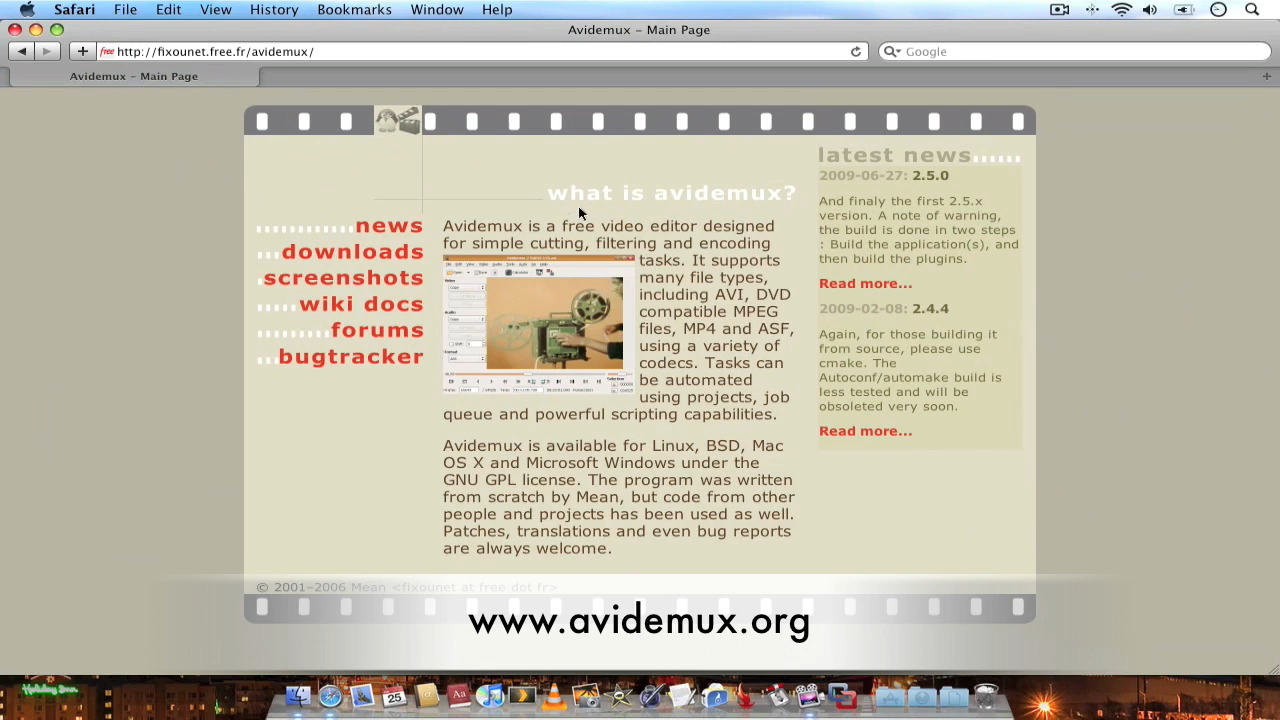 Safari File Edit View History Bookmarks Window Help
Avidemux – Main Page
free http://fixounet.free.fr/avidemux/
Google
Avidemux – Main Page
what is avidemux?
news
downloads
screenshots
wiki docs
forums
bugtracker
Avidemux is a free video editor designed
for simple cutting, filtering and encoding
tasks. It supports
many file types,
including AVI, DVD
compatible MPEG
files, MP4 and ASF,
using a variety of
codecs. Tasks can
be automated
using projects, job
queue and powerful scripting capabilities.
Avidemux is available for Linux, BSD, Mac
OS X and Microsoft Windows under the
GNU GPL license. The program was written
from scratch by Mean, but code from other
people and projects has been used as well.
Patches, translations and even bug reports
are always welcome.
latest news
2009-06-27: 2.5.0
And finaly the first 2.5.x
version. A note of warning,
the build is done in two steps
: Build the application(s), and
then build the plugins.
Read more...
2009-02-08: 2.4.4
Again, for those building it
from source, please use
cmake. The
Autoconf/automake build is
less tested and will be
obsoleted very soon.
Read more...
© 2001–2006 Mean <fixounet at free dot fr>
www.avidemux.org
Holiday Inn
25